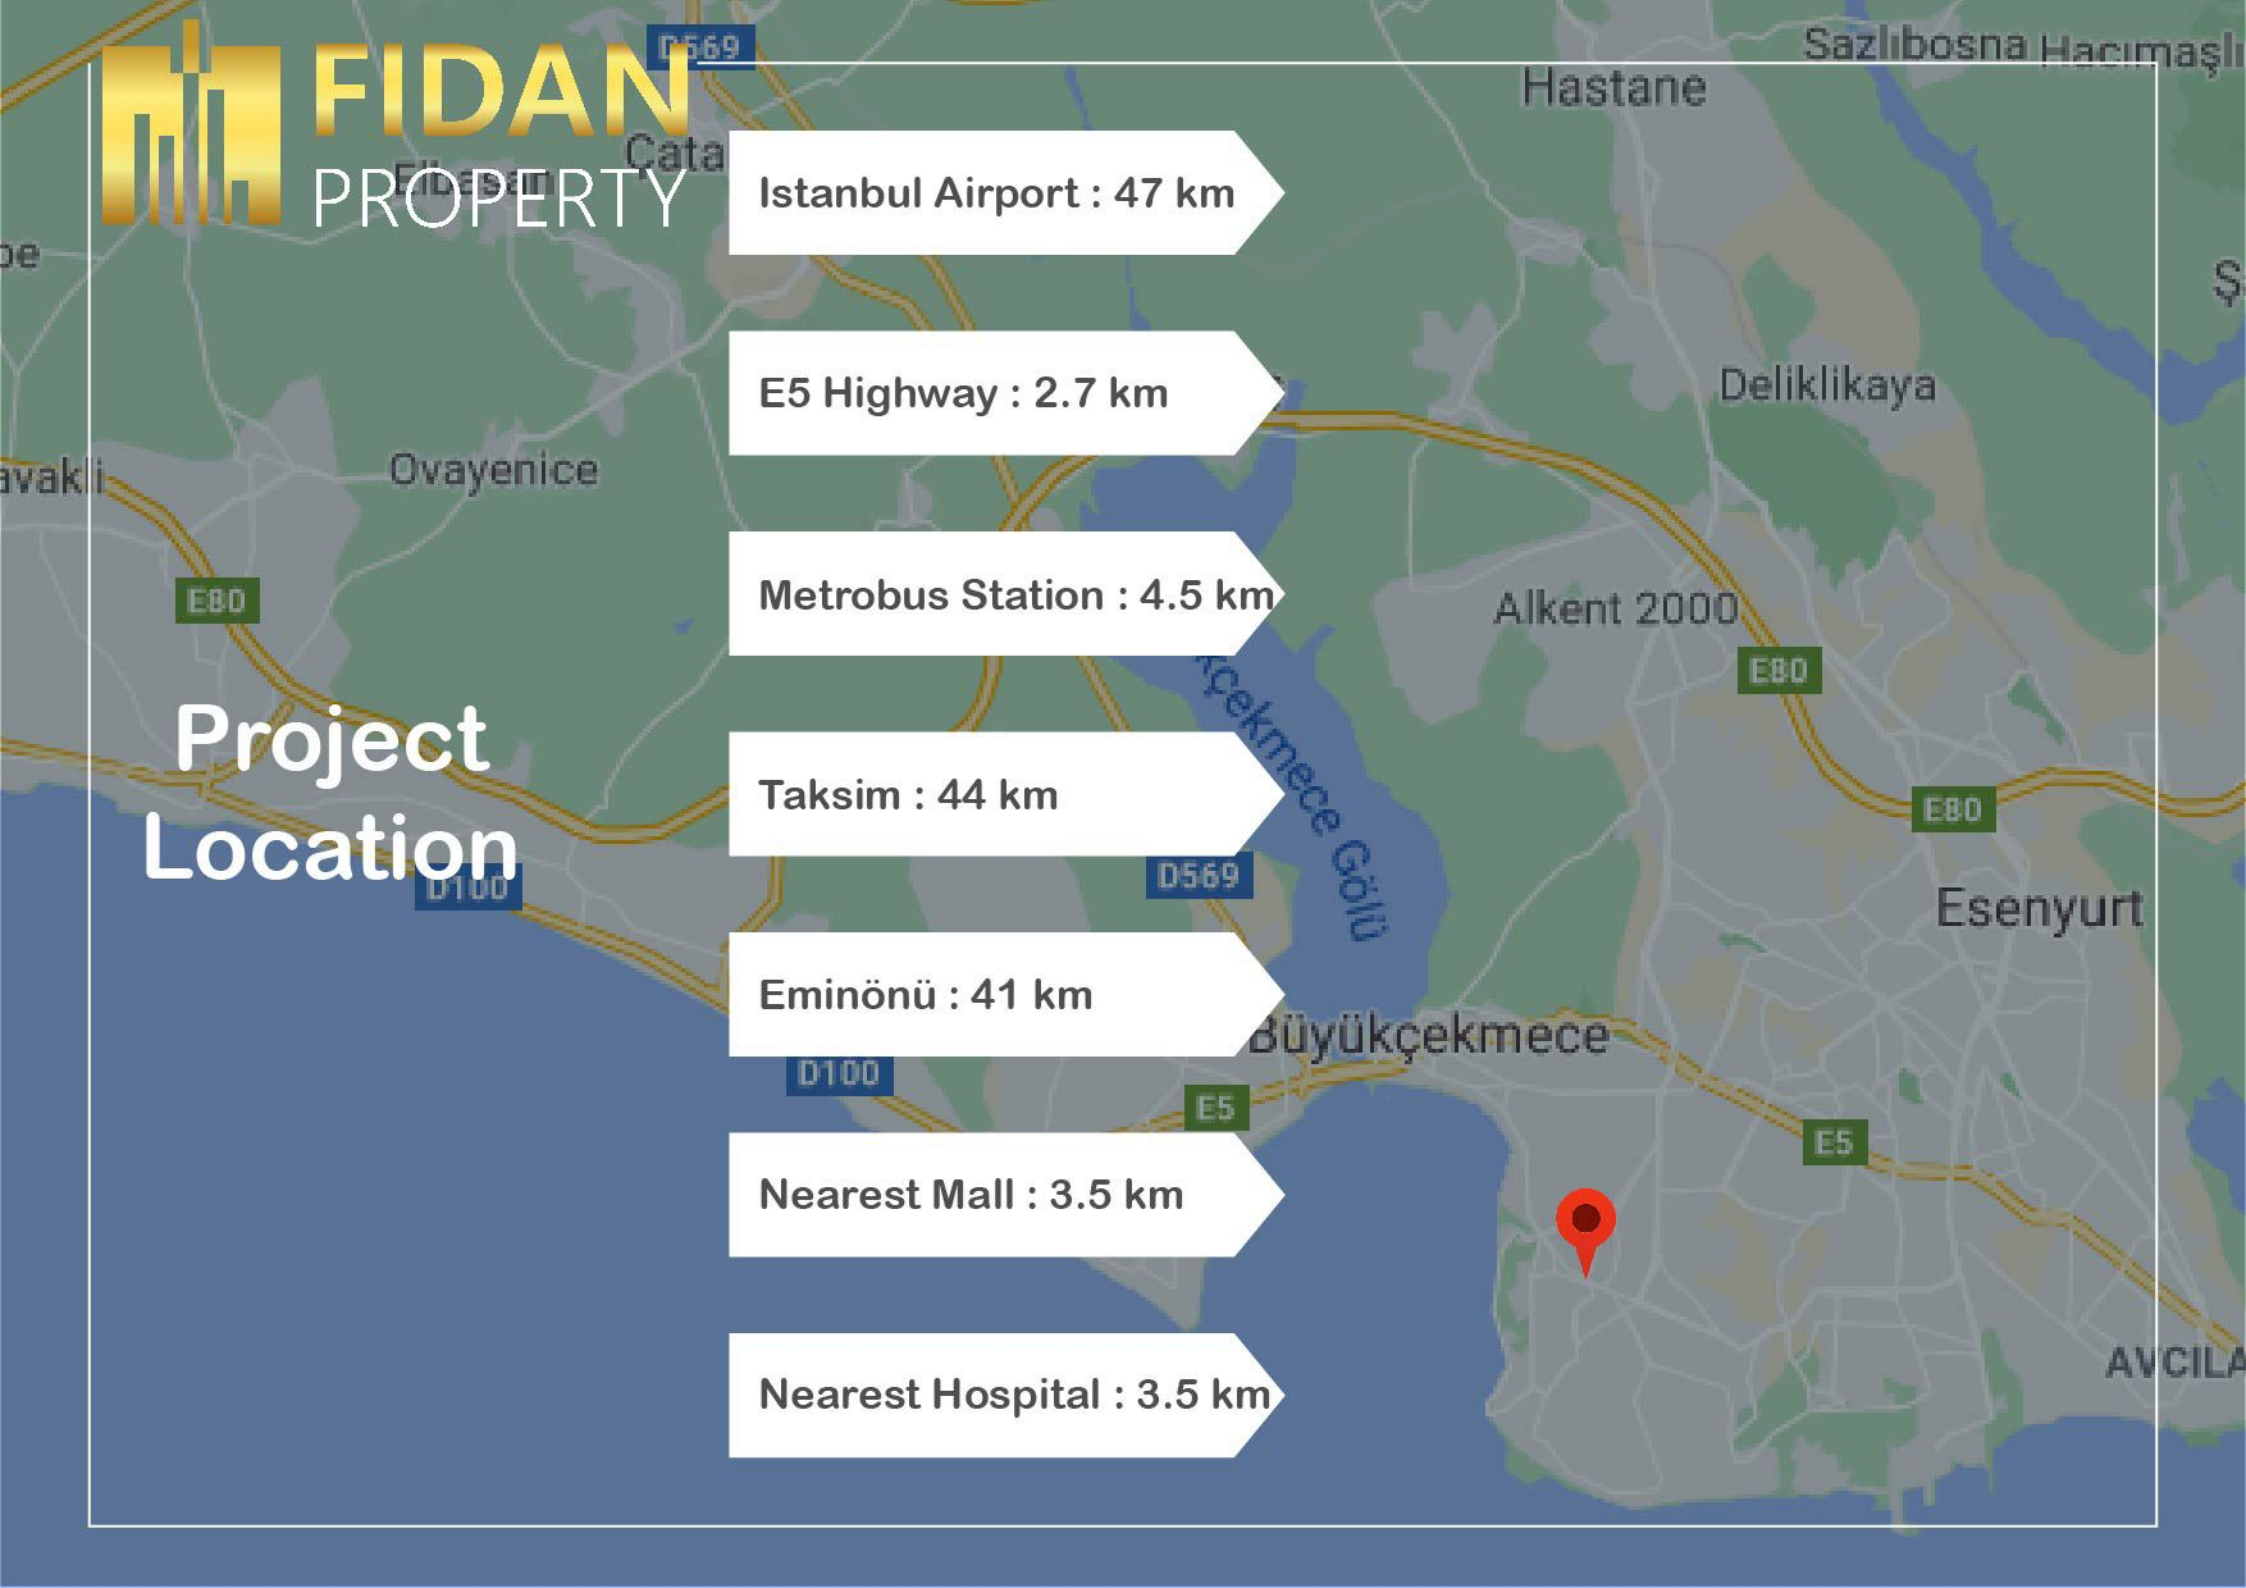 FIDAN
PROPERTY
Project
Location
Istanbul Airport : 47 km
E5 Highway : 2.7 km
Metrobus Station : 4.5 km
Taksim : 44 km
Eminönü : 41 km
Nearest Mall : 3.5 km
Nearest Hospital : 3.5 km
D569
Sazlıbosna
Hacımaşlı
Hastane
Elbasan
Deliklikaya
Ovayenice
E80
Alkent 2000
E80
E80
D569
D100
Esenyurt
Büyükçekmece
D100
E5
E5